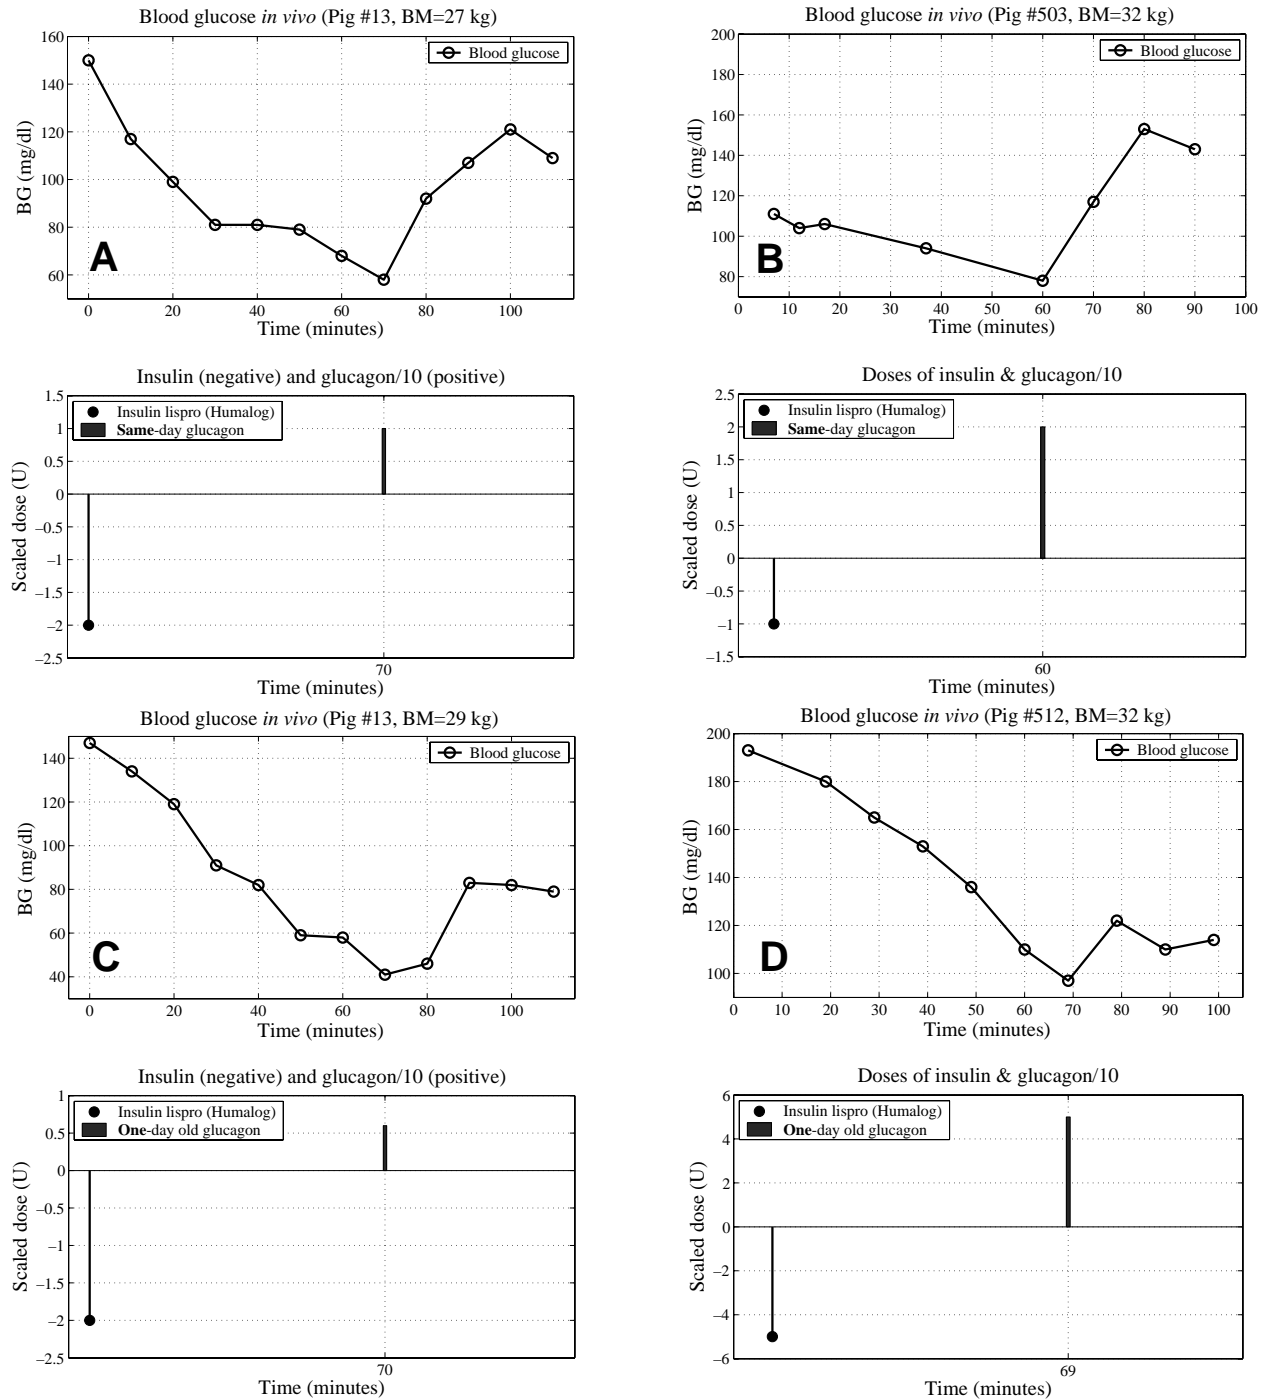 Blood glucose in vivo (Pig #13, BM=27 kg)
160
140
120
100
80
60
BG (mg/dl)
Blood glucose
A
0 20 40 60 80 100
Time (minutes)
Insulin (negative) and glucagon/10 (positive)
1.5
1
0.5
0
−0.5
−1
−1.5
−2
−2.5
Scaled dose (U)
Insulin lispro (Humalog)
Same-day glucagon
70
Time (minutes)
Blood glucose in vivo (Pig #503, BM=32 kg)
200
180
160
140
120
100
80
BG (mg/dl)
Blood glucose
B
0 10 20 30 40 50 60 70 80 90 100
Time (minutes)
Doses of insulin & glucagon/10
2.5
2
1.5
1
0.5
0
−0.5
−1
−1.5
Scaled dose (U)
Insulin lispro (Humalog)
Same-day glucagon
60
Time (minutes)
Blood glucose in vivo (Pig #13, BM=29 kg)
140
120
100
80
60
40
BG (mg/dl)
Blood glucose
C
0 20 40 60 80 100
Time (minutes)
Insulin (negative) and glucagon/10 (positive)
1
0.5
0
−0.5
−1
−1.5
−2
−2.5
Scaled dose (U)
Insulin lispro (Humalog)
One-day old glucagon
70
Time (minutes)
Blood glucose in vivo (Pig #512, BM=32 kg)
200
180
160
140
120
100
BG (mg/dl)
Blood glucose
D
0 10 20 30 40 50 60 70 80 90 100
Time (minutes)
Doses of insulin & glucagon/10
6
4
2
0
−2
−4
−6
Scaled dose (U)
Insulin lispro (Humalog)
One-day old glucagon
69
Time (minutes)